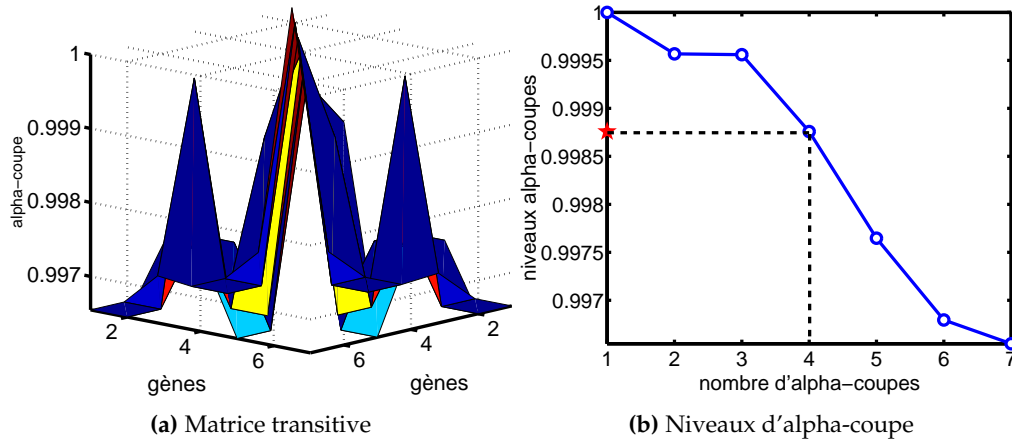 1
0.999
0.998
0.997
alpha−coupe
2
4
6
gènes
6
4
2
gènes
(a) Matrice transitive
1
0.9995
0.999
0.9985
0.998
0.9975
0.997
niveaux alpha−coupes
1 2 3 4 5 6 7
nombre d'alpha−coupes
(b) Niveaux d'alpha-coupe